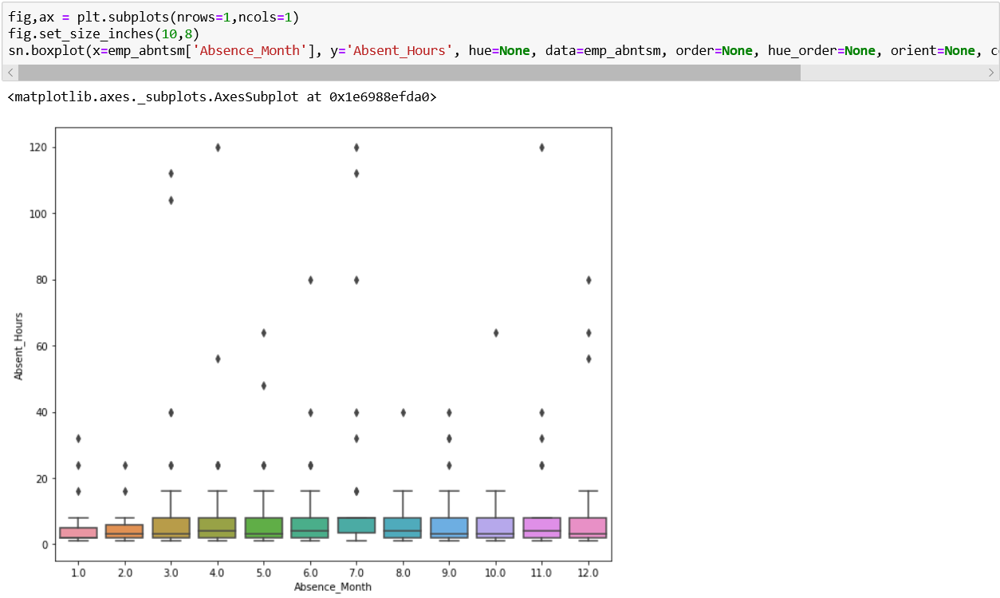 fig,ax = plt.subplots(nrows=1,ncols=1)
fig.set_size_inches(10,8)
sn.boxplot(x=emp_abntsm['Absence_Month'], y='Absent_Hours', hue=None, data=emp_abntsm, order=None, hue_order=None, orient=None, c
<matplotlib.axes._subplots.AxesSubplot at 0x1e6988efda0>
120
100
80
60
40
20
0
Absent_Hours
1.0 2.0 3.0 4.0 5.0 6.0 7.0 8.0 9.0 10.0 11.0 12.0
Absence_Month